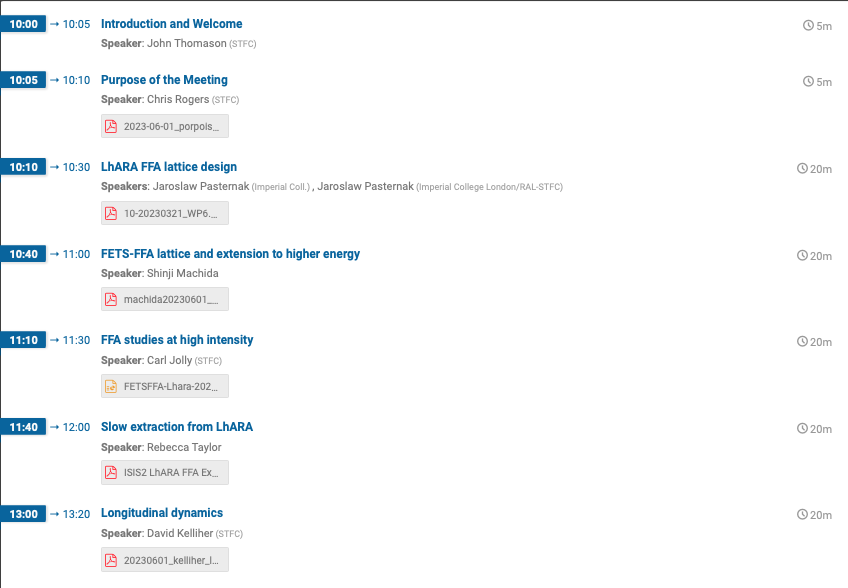 10:00 → 10:05 Introduction and Welcome 5m
Speaker: John Thomason (STFC)
10:05 → 10:10 Purpose of the Meeting 5m
Speaker: Chris Rogers (STFC)
2023-06-01_porpois_
10:10 → 10:30 LhARA FFA lattice design 20m
Speakers: Jaroslaw Pasternak (Imperial Coll.) , Jaroslaw Pasternak (Imperial College London/RAL-STFC)
10-20230321_WP6._
10:40 → 11:00 FETS-FFA lattice and extension to higher energy 20m
Speaker: Shinji Machida
machida20230601_...
11:10 → 11:30 FFA studies at high intensity 20m
Speaker: Carl Jolly (STFC)
FETSFFA-Lhara-202_
11:40 → 12:00 Slow extraction from LhARA 20m
Speaker: Rebecca Taylor
ISIS2 LhARA FFA Ex_
13:00 → 13:20 Longitudinal dynamics 20m
Speaker: David Kelliher (STFC)
20230601_kelliher_l...